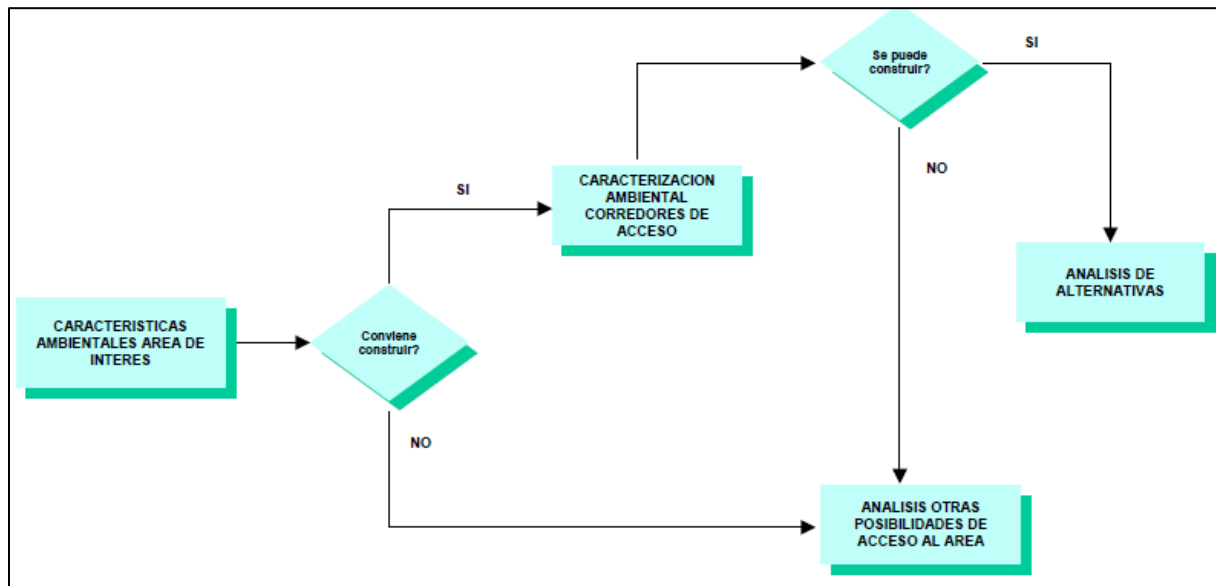 Se puede
construir?
SI
NO
CARACTERIZACION
AMBIENTAL
CORREDORES DE
ACCESO
SI
ANALISIS DE
ALTERNATIVAS
CARACTERISTICAS
AMBIENTALES AREA DE
INTERES
Conviene
construir?
NO
ANALISIS OTRAS
POSIBILIDADES DE
ACCESO AL AREA